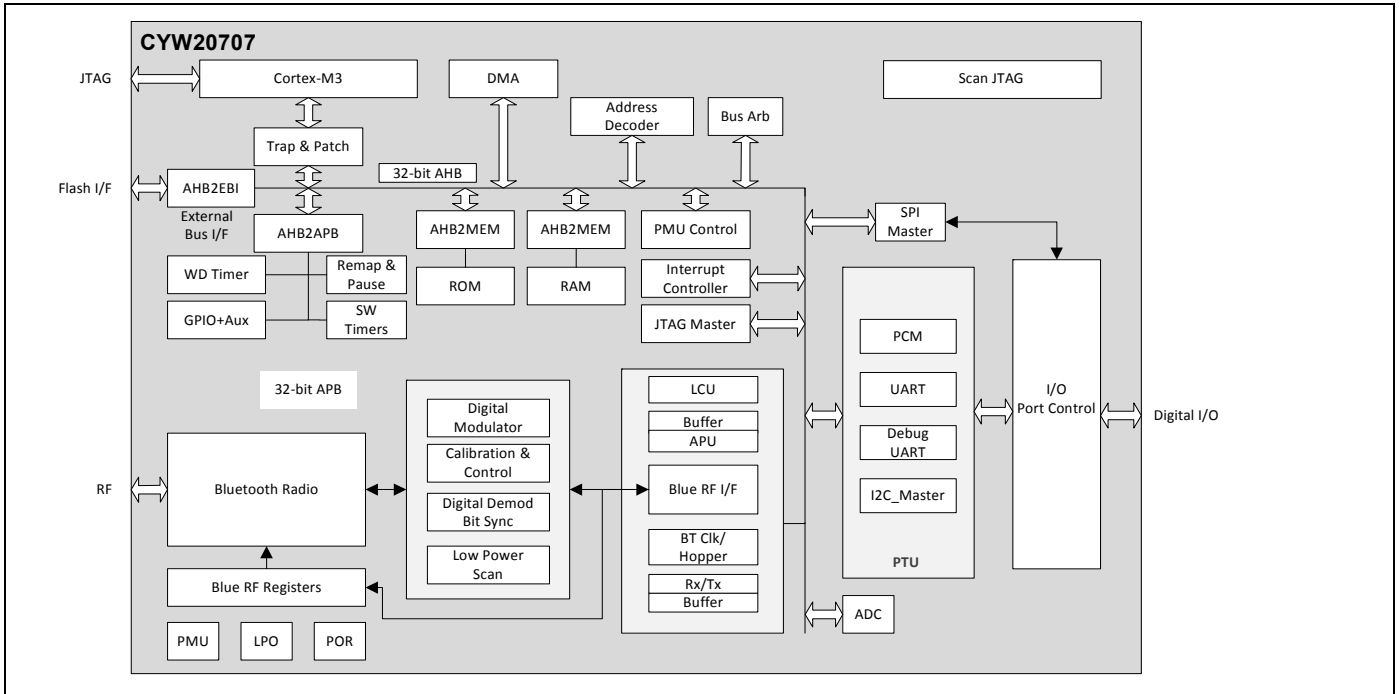 CYW20707
JTAG
Cortex-M3
DMA
Scan JTAG
Address
Decoder
Bus Arb
Trap & Patch
32-bit AHB
Flash I/F
AHB2EBI
External
Bus I/F
AHB2APB
AHB2MEM
AHB2MEM
PMU Control
SPI
Master
WD Timer
Remap &
Pause
ROM
RAM
Interrupt
Controller
GPIO+Aux
SW
Timers
JTAG Master
PCM
32-bit APB
LCU
UART
I/O
Port Control
Digital I/O
Digital
Modulator
Buffer
APU
Debug
UART
Calibration &
Control
RF
Bluetooth Radio
Blue RF I/F
I2C_Master
Digital Demod
Bit Sync
BT Clk/
Hopper
Low Power
Scan
PTU
Blue RF Registers
Rx/Tx
Buffer
ADC
PMU
LPO
POR